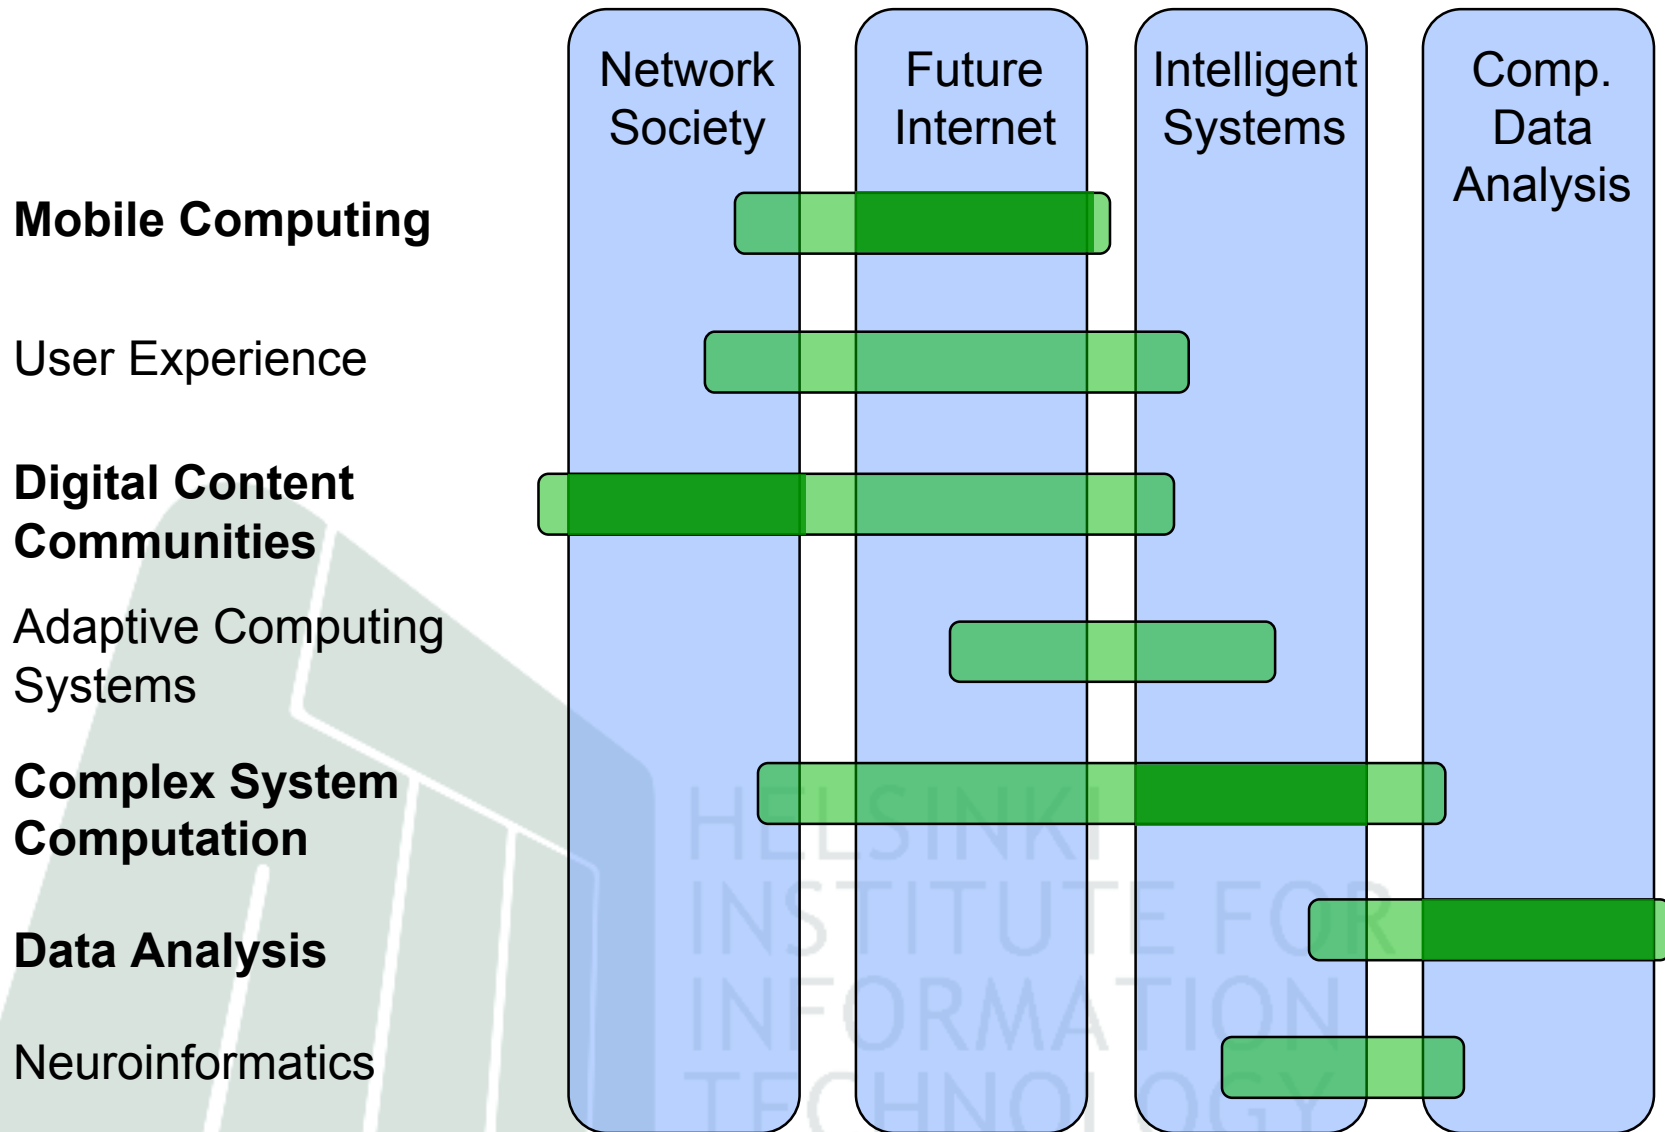 Network
Society
Future
Internet
Intelligent
Systems
Comp.
Data
Analysis
Mobile Computing
User Experience
Digital Content
Communities
Adaptive Computing
Systems
Complex System
Computation
Data Analysis
Neuroinformatics
HELSINKI
INSTITUTE FOR
INFORMATION
TECHNOLOGY